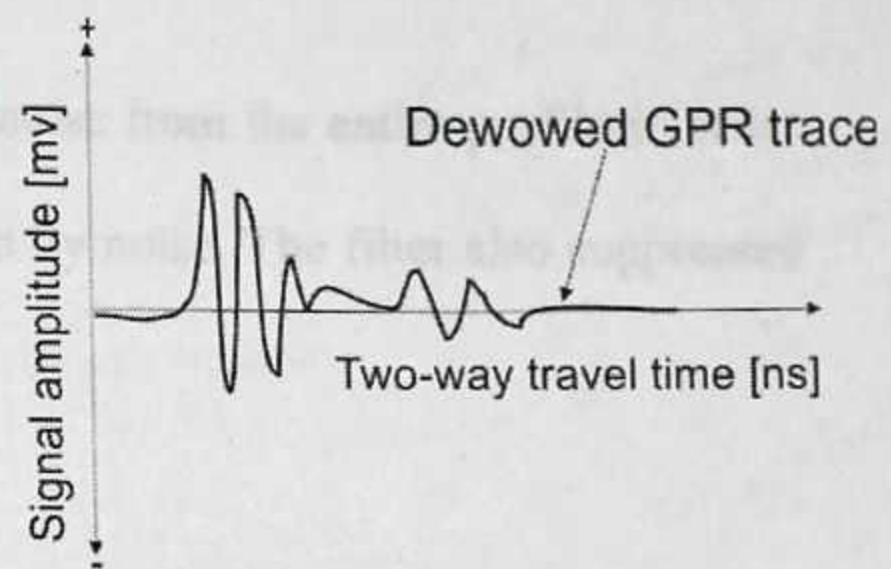 +
Dewowed GPR trace
Signal amplitude [mv]
Two-way travel time [ns]
-